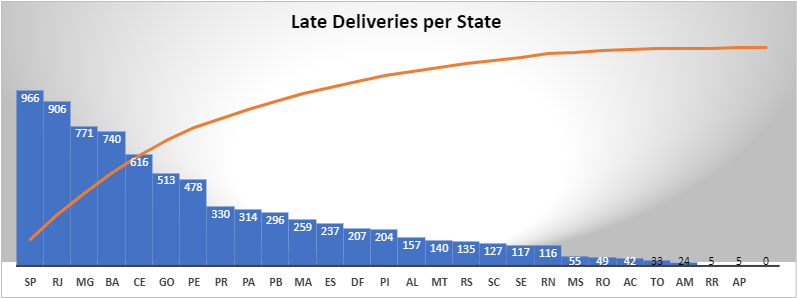 Late Deliveries per State
966 906 771 740 616 513 478 330 314 296 259 237 207 204 157 140 135 127 117 116 55 49 42 33 24 5 5 0
SP RJ MG BA CE GO PE PR PA PB MA ES DF PI AL MT RS SC SE RN MS RO AC TO AM RR AP